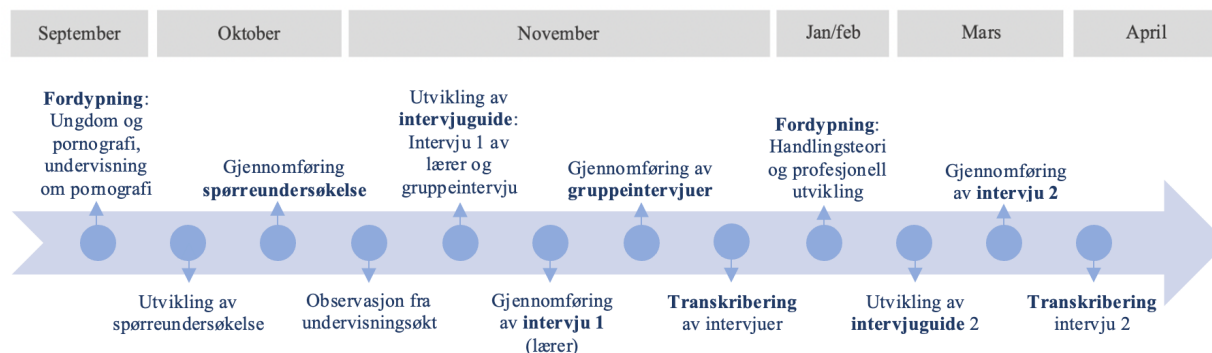 September
Oktober
November
Jan/feb
Mars
April
Fordypning:
Ungdom og
pornografi,
undervisning
om pornografi
Gjennomføring
spørreundersøkelse
Utvikling av
intervjuguide:
Intervju 1 av
lærer og
gruppeintervju
Gjennomføring av
gruppeintervjuer
Fordypning:
Handlingsteori
og profesjonell
utvikling
Gjennomføring
av intervju 2
Utvikling av
spørreundersøkelse
Observasjon fra
undervisningsøkt
Gjennomføring
av intervju 1
(lærer)
Transkribering
av intervjuer
Utvikling av
intervjuguide 2
Transkribering
intervju 2